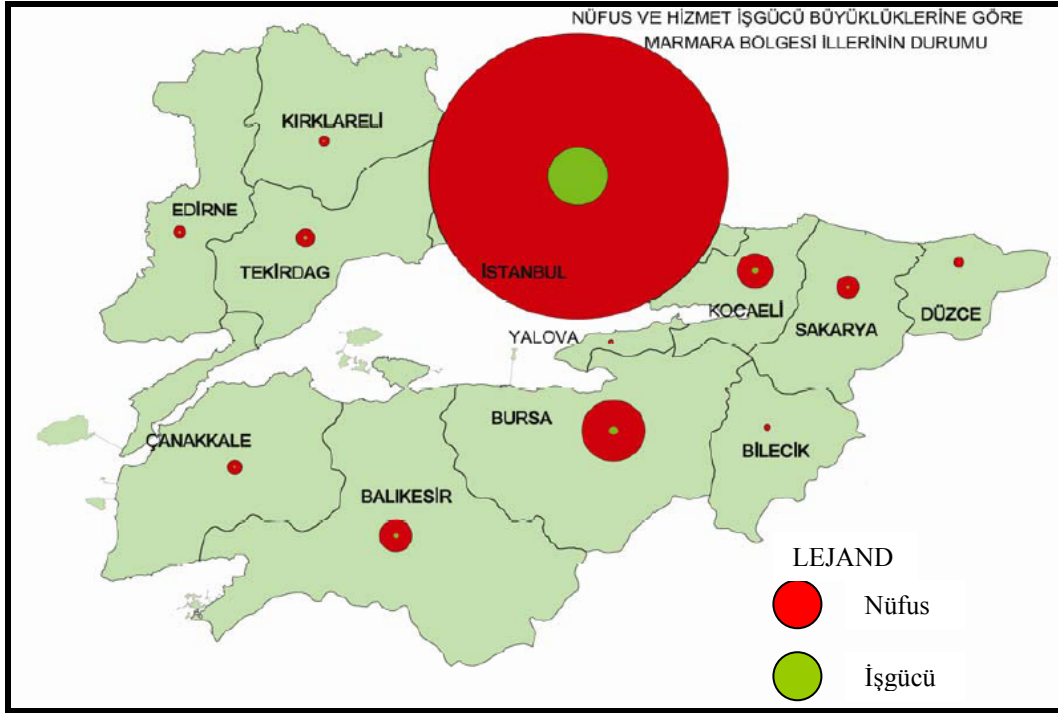 NÜFUS VE HİZMET İŞGÜCÜ BÜYÜKLÜKLERİNE GÖRE
MARMARA BÖLGESİ İLLERİNİN DURUMU
KIRKLARELİ
EDİRNE
TEKİRDAG
İSTANBUL
KOCAELİ
SAKARYA
DÜZCE
YALOVA
BURSA
BİLECİK
ÇANAKKALE
BALIKESİR
LEJAND
Nüfus
İşgücü